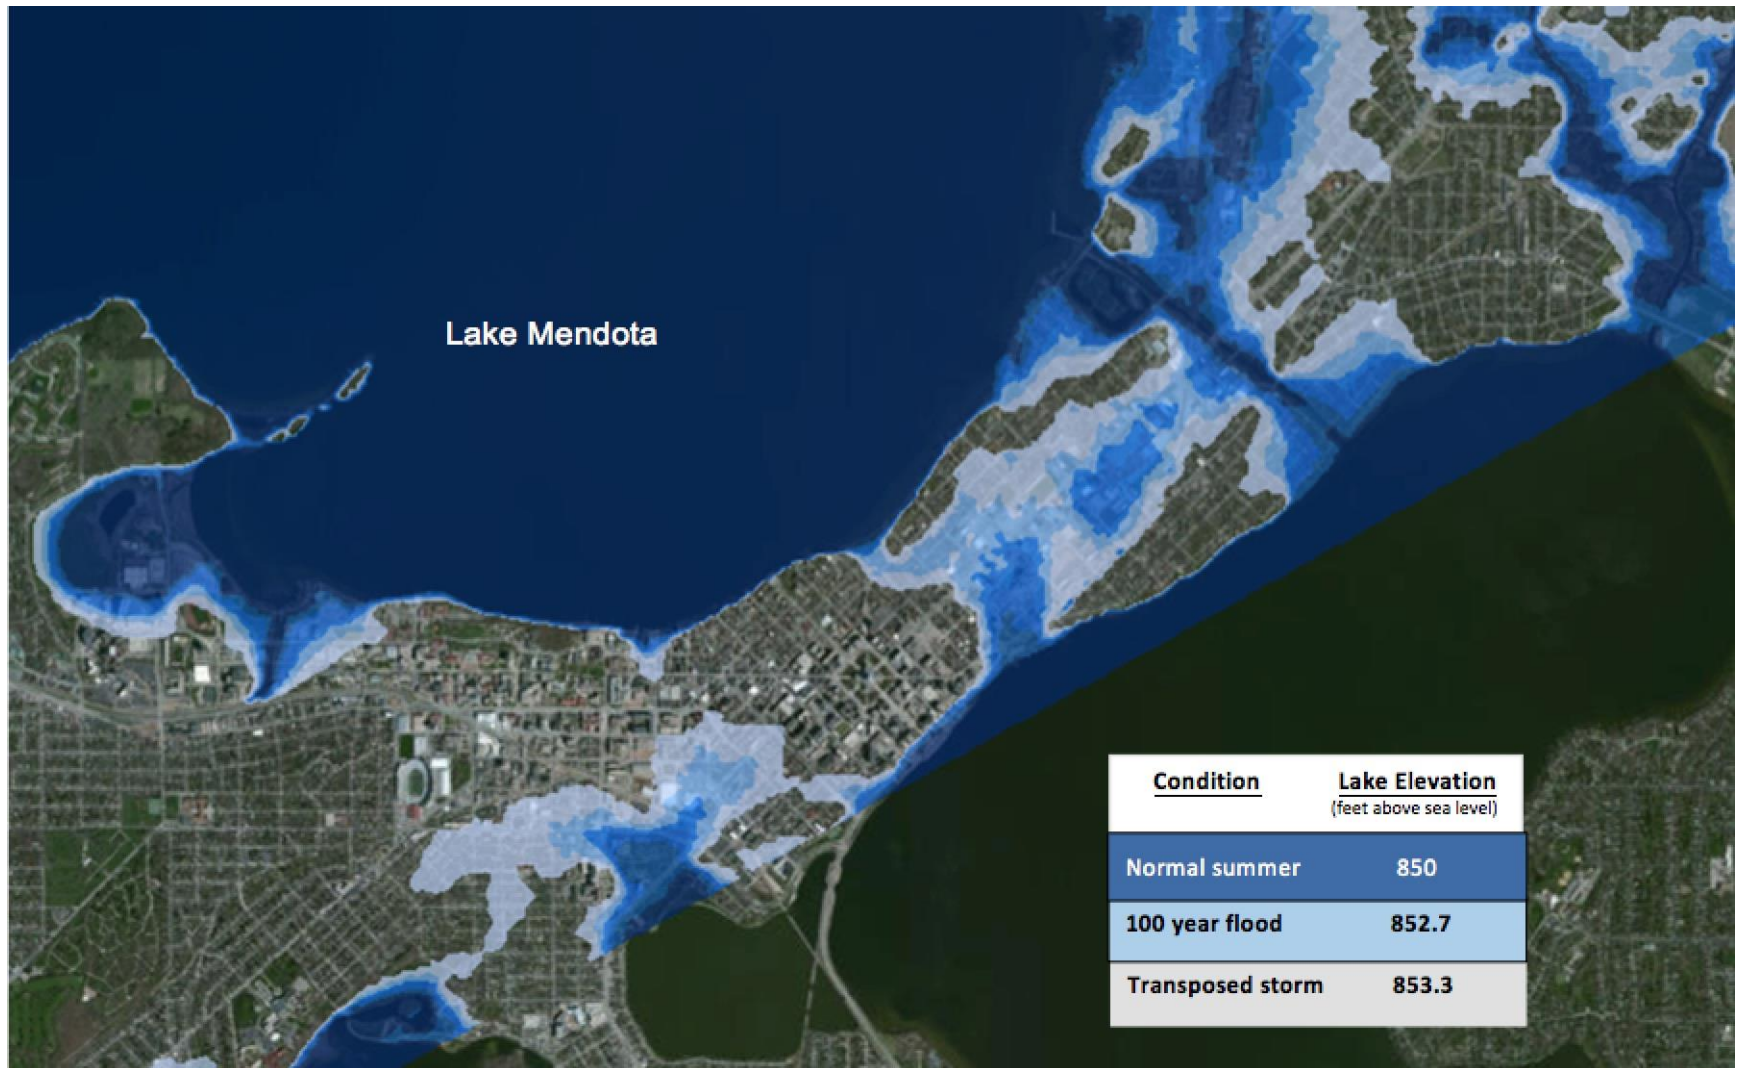 Lake Mendota
Condition Lake Elevation
(feet above sea level)
Normal summer 850
100 year flood 852.7
Transposed storm 853.3